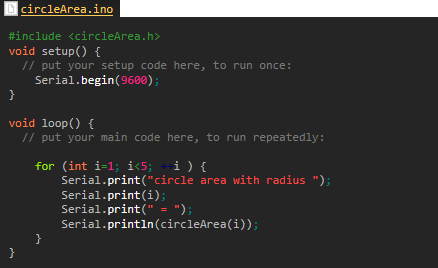 circleArea.ino
#include <circleArea.h>
void setup() {
// put your setup code here, to run once:
Serial.begin(9600);
}
void loop() {
// put your main code here, to run repeatedly:
for (int i=1; i<5; ++i ) {
Serial.print("circle area with radius ");
Serial.print(i);
Serial.print(" = ");
Serial.println(circleArea(i));
}
}